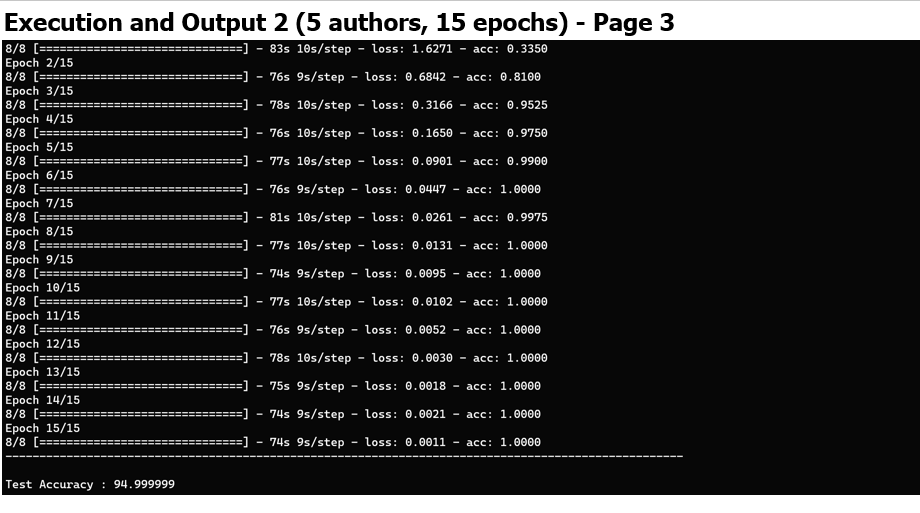 Execution and Output 2 (5 authors, 15 epochs) - Page 3
8/8 [==============================] - 83s 10s/step - loss: 1.6271 - acc: 0.3350
Epoch 2/15
8/8 [==============================] - 76s 9s/step - loss: 0.6842 - acc: 0.8100
Epoch 3/15
8/8 [==============================] - 78s 10s/step - loss: 0.3166 - acc: 0.9525
Epoch 4/15
8/8 [==============================] - 76s 10s/step - loss: 0.1650 - acc: 0.9750
Epoch 5/15
8/8 [==============================] - 77s 10s/step - loss: 0.0901 - acc: 0.9900
Epoch 6/15
8/8 [==============================] - 76s 9s/step - loss: 0.0447 - acc: 1.0000
Epoch 7/15
8/8 [==============================] - 81s 10s/step - loss: 0.0261 - acc: 0.9975
Epoch 8/15
8/8 [==============================] - 77s 10s/step - loss: 0.0131 - acc: 1.0000
Epoch 9/15
8/8 [==============================] - 74s 9s/step - loss: 0.0095 - acc: 1.0000
Epoch 10/15
8/8 [==============================] - 77s 10s/step - loss: 0.0102 - acc: 1.0000
Epoch 11/15
8/8 [==============================] - 76s 9s/step - loss: 0.0052 - acc: 1.0000
Epoch 12/15
8/8 [==============================] - 78s 10s/step - loss: 0.0030 - acc: 1.0000
Epoch 13/15
8/8 [==============================] - 75s 9s/step - loss: 0.0018 - acc: 1.0000
Epoch 14/15
8/8 [==============================] - 74s 9s/step - loss: 0.0021 - acc: 1.0000
Epoch 15/15
8/8 [==============================] - 74s 9s/step - loss: 0.0011 - acc: 1.0000
----------------------------------------------------------------------------------------------------
Test Accuracy : 94.999999